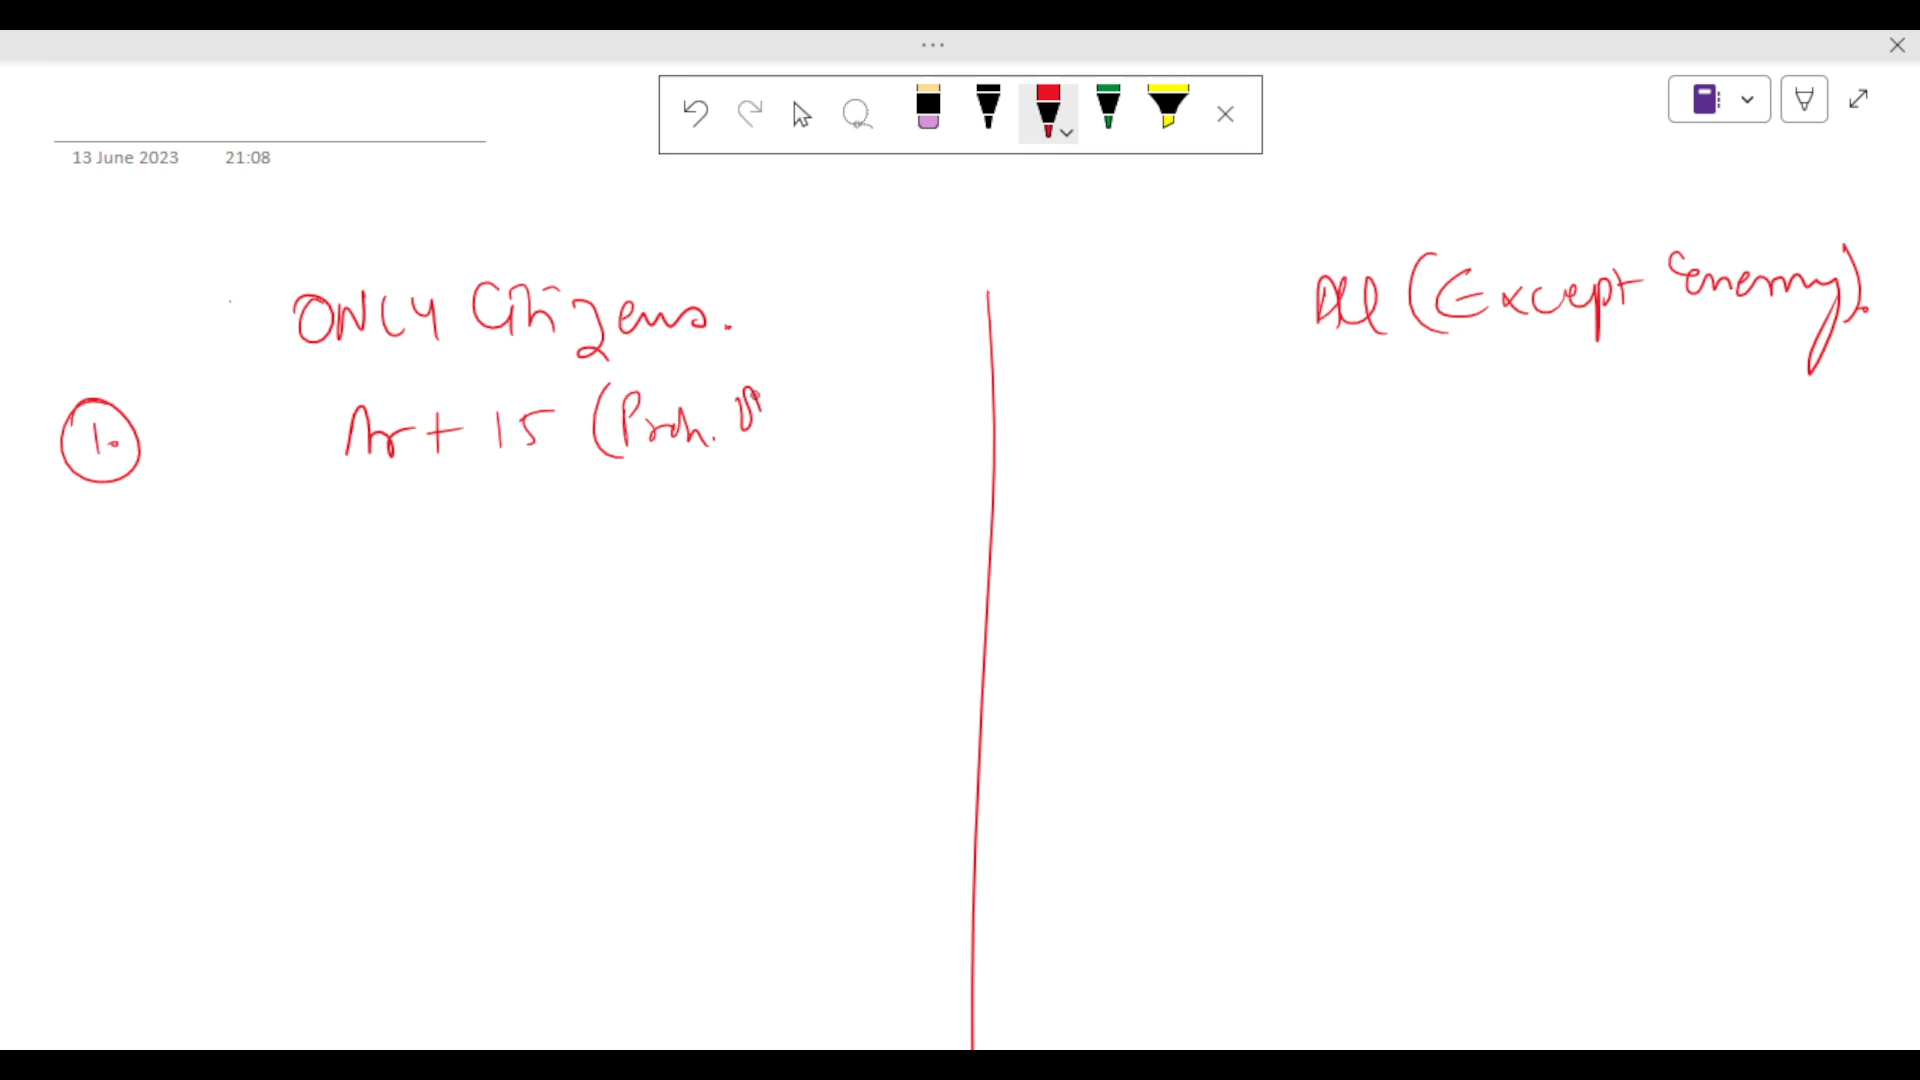 13 June 2023 21:08
ONLY Citizens.
All (Except enemy).
1. Art 15 (Proh.